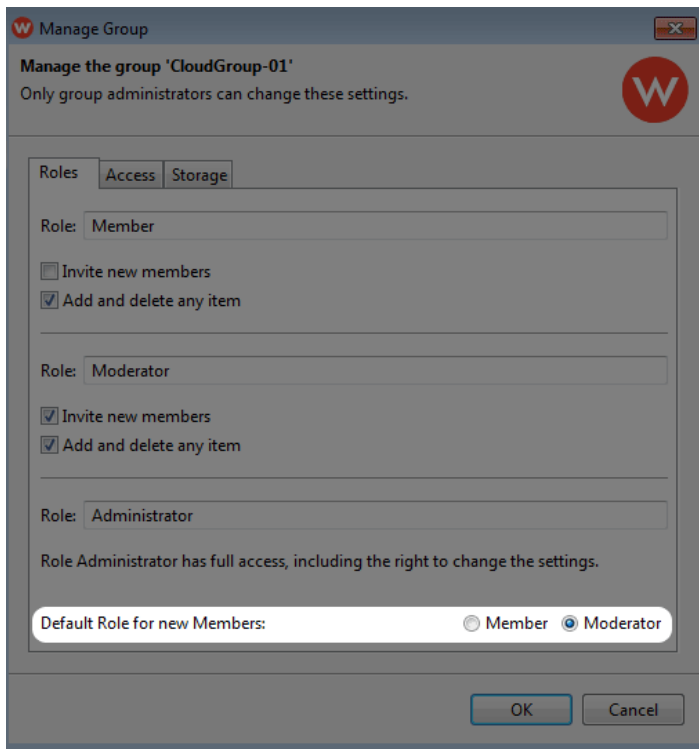 W Manage Group
Manage the group 'CloudGroup-01'
Only group administrators can change these settings.
W
Roles Access Storage
Role: Member
Invite new members
Add and delete any item
Role: Moderator
Invite new members
Add and delete any item
Role: Administrator
Role Administrator has full access, including the right to change the settings.
Default Role for new Members: Member Moderator
OK Cancel